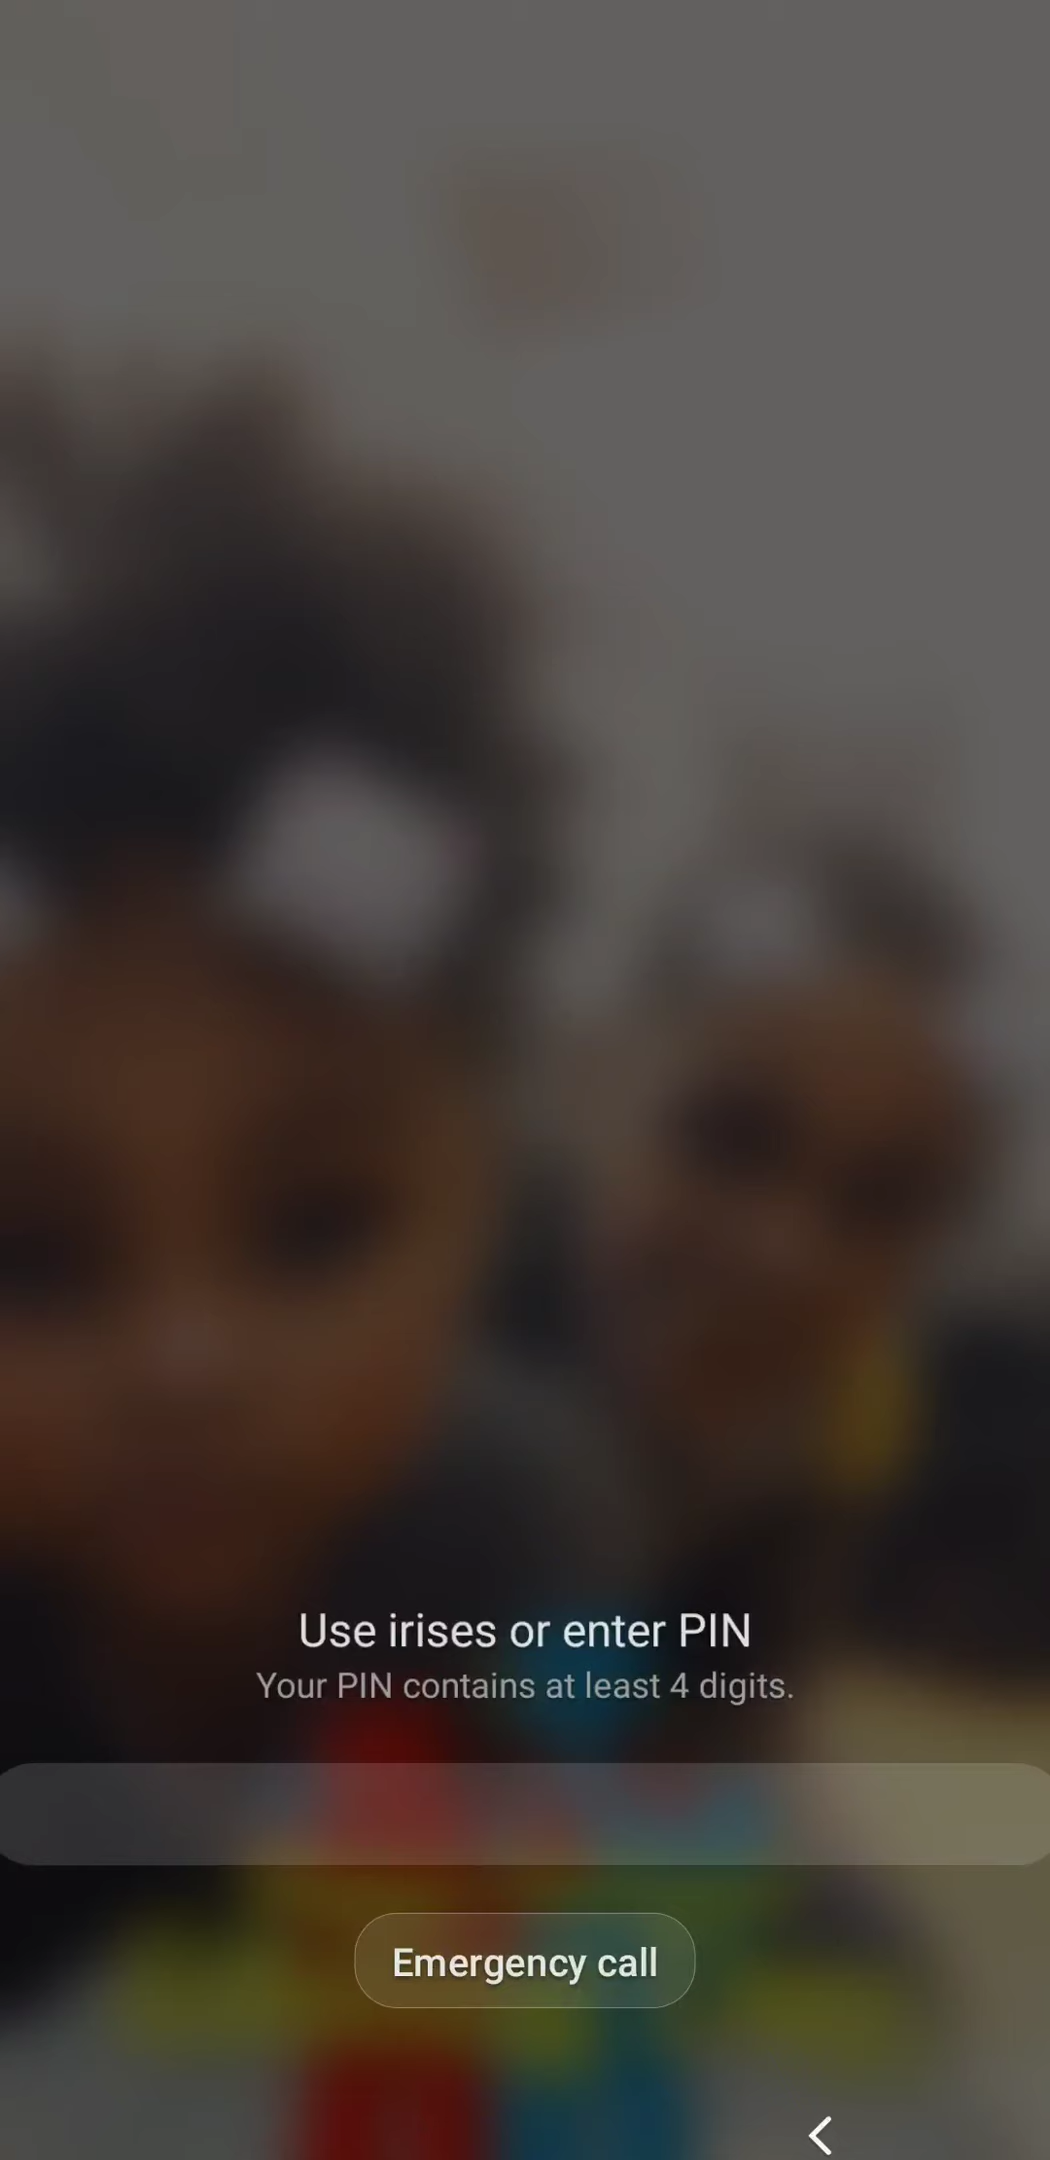 Use irises or enter PIN
Your PIN contains at least 4 digits.
Emergency call